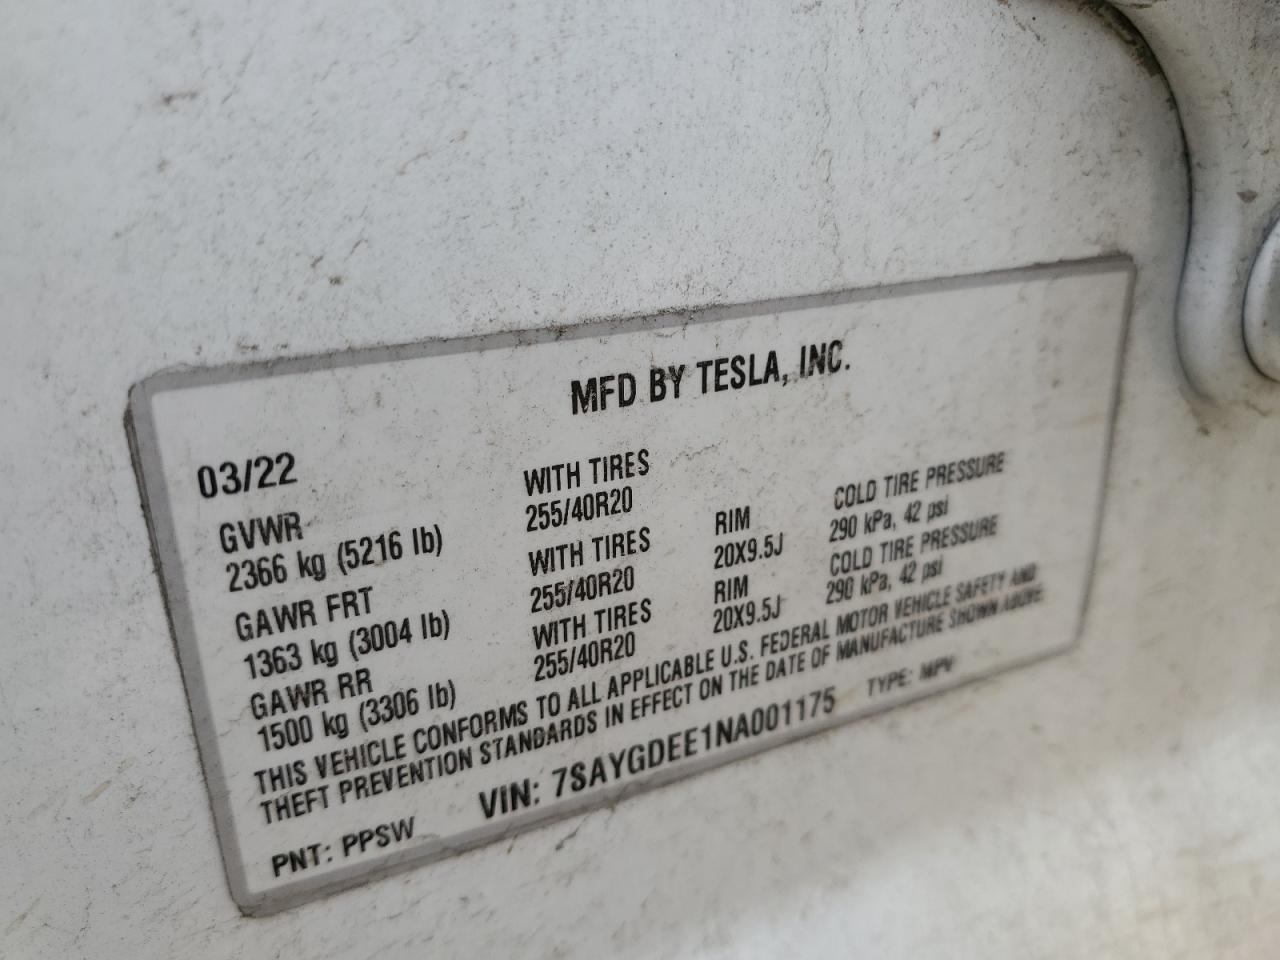 MFD BY TESLA, INC.
03/22
GVWR
2366 kg (5216 lb)
WITH TIRES
255/40R20
GAWR FRT
1363 kg (3004 lb)
WITH TIRES
255/40R20
RIM
20X9.5J
COLD TIRE PRESSURE
290 kPa, 42 psi
GAWR RR
1500 kg (3306 lb)
WITH TIRES
255/40R20
RIM
20X9.5J
COLD TIRE PRESSURE
290 kPa, 42 psi
THIS VEHICLE CONFORMS TO ALL APPLICABLE U.S. FEDERAL MOTOR VEHICLE SAFETY AND
THEFT PREVENTION STANDARDS IN EFFECT ON THE DATE OF MANUFACTURE SHOWN ABOVE.
PNT: PPSW VIN: 7SAYGDEE1NA001175 TYPE: MPV